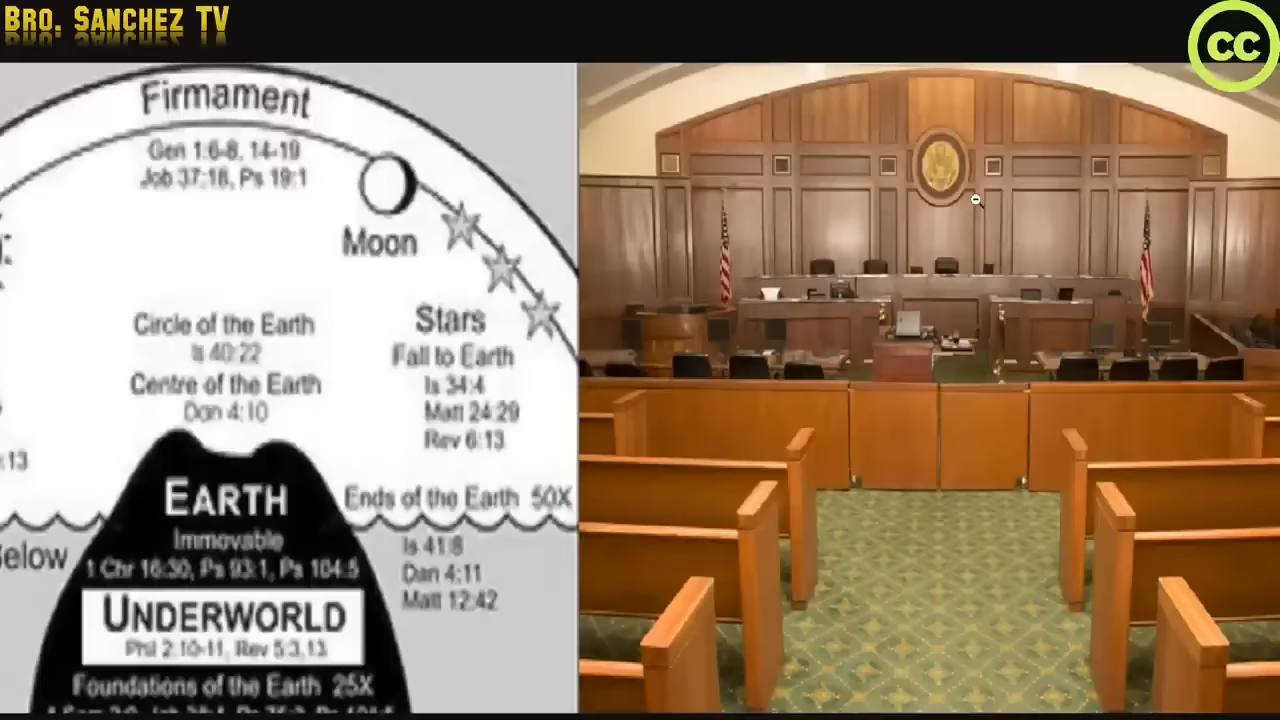 BRO. SANCHEZ TV
CC
Firmament
Gen 1:6-8, 14-19
Job 37:18, Ps 19:1
Moon
Stars
Fall to Earth
Is 34:4
Matt 24:29
Rev 6:13
Circle of the Earth
Is 40:22
Centre of the Earth
Dan 4:10
:13
EARTH
Immovable
1 Chr 16:30, Ps 93:1, Ps 104:5
Ends of the Earth 50X
Is 41:8
Dan 4:11
Matt 12:42
Below
UNDERWORLD
Phil 2:10-11, Rev 5:3,13
Foundations of the Earth 25X